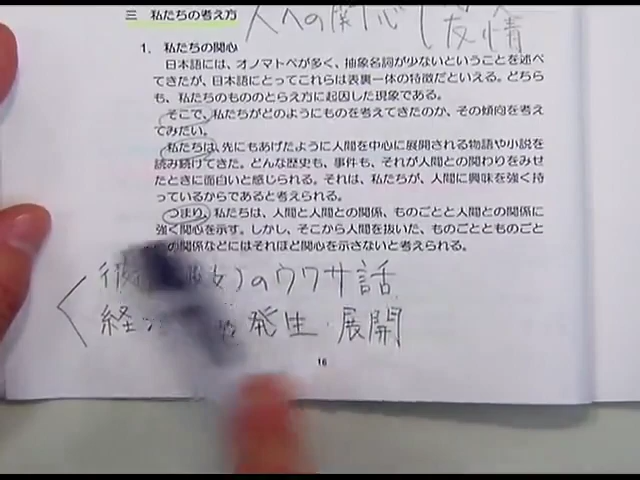 三 私たちの考え方
人への関心
友情
1. 私たちの関心
日本語には、オノマトペが多く、抽象名詞が少ないということを述べ
てきたが、日本語にとってこれらは表裏一体の特徴だといえる。どちら
も、私たちのもののとらえ方に起因した現象である。
そこで、私たちがどのようにものを考えてきたのか、その傾向を考え
てみたい。
私たちは、先にもあげたように人間を中心に展開される物語や小説を
読み続けてきた。どんな歴史も、事件も、それが人間との関わりをみせ
たときに面白いと感じられる。それは、私たちが、人間に興味を強く持
っているからであると考えられる。
つまり、私たちは、人間と人間との関係、ものごとと人間との関係に
強く関心を示す。しかし、そこから人間を抜いた、ものごととものごと
の関係などにはそれほど関心を示さないと考えられる。
彼 女)のウワサ話
経 発生・展開
16